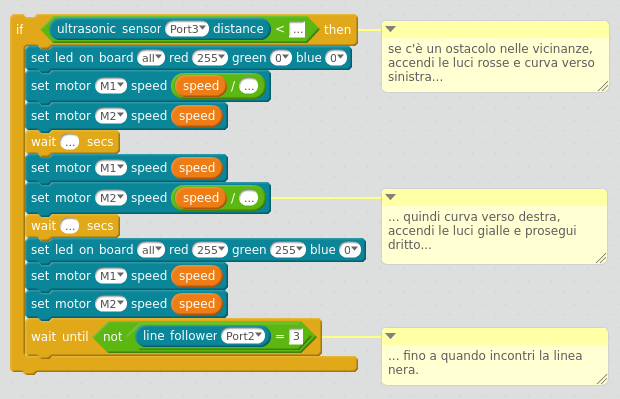 if ultrasonic sensor Port3 distance < ... then
set led on board all red 255 green 0 blue 0
set motor M1 speed speed / ...
set motor M2 speed speed
wait ... secs
set motor M1 speed speed
set motor M2 speed speed / ...
wait ... secs
set led on board all red 255 green 255 blue 0
set motor M1 speed speed
set motor M2 speed speed
wait until not line follower Port2 = 3
se c'è un ostacolo nelle vicinanze,
accendi le luci rosse e curva verso
sinistra...
... quindi curva verso destra,
accendi le luci gialle e prosegui
dritto...
... fino a quando incontri la linea
nera.